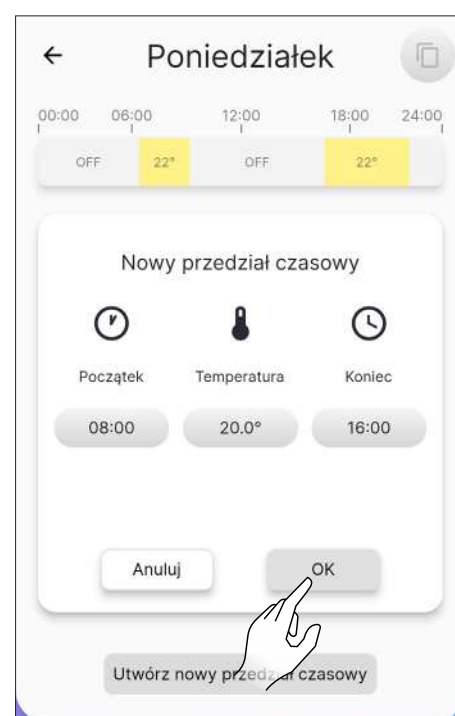 Poniedziałek
00:00 06:00 12:00 18:00 24:00
OFF 22° OFF 22°
Nowy przedział czasowy
Początek Temperatura Koniec
08:00 20.0° 16:00
Anuluj OK
Utwórz nowy przedział czasowy